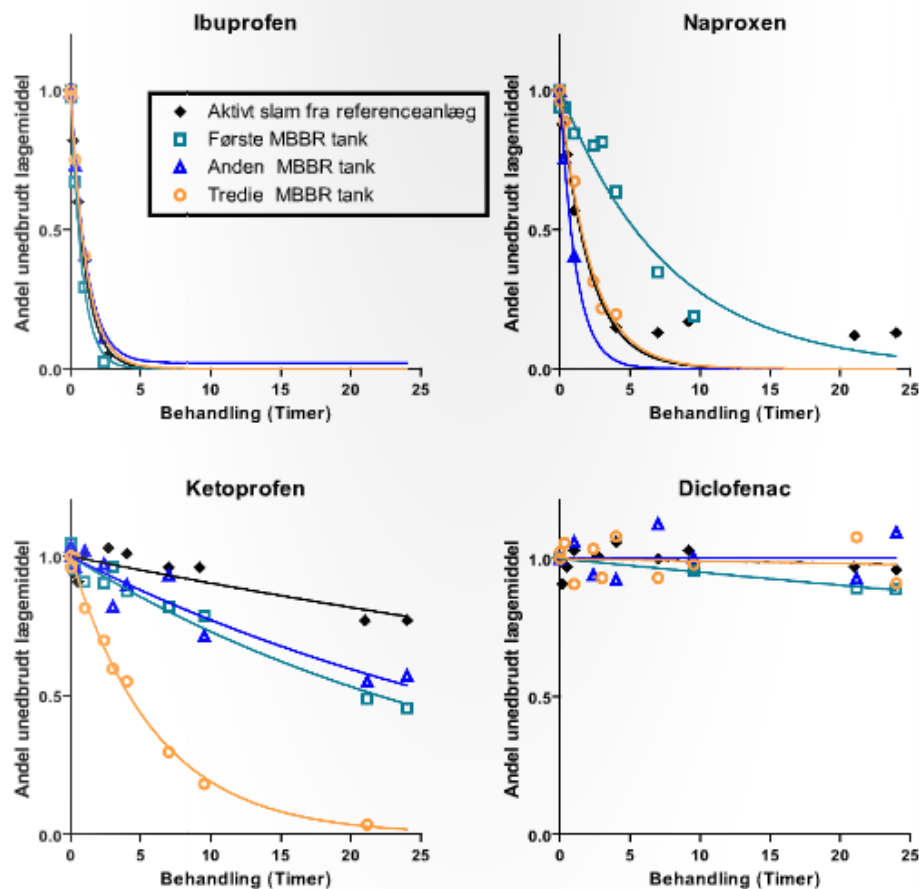 Ibuprofen
Andel unedbrudt lægemiddel
1.0
0.5
0.0
0 5 10 15 20 25
Behandling (Timer)
Aktivt slam fra referenceanlæg
Første MBBR tank
Anden MBBR tank
Tredie MBBR tank
Naproxen
Andel unedbrudt lægemiddel
1.0
0.5
0.0
0 5 10 15 20 25
Behandling (Timer)
Ketoprofen
Andel unedbrudt lægemiddel
1.0
0.5
0.0
0 5 10 15 20 25
Behandling (Timer)
Diclofenac
Andel unedbrudt lægemiddel
1.0
0.5
0.0
0 5 10 15 20 25
Behandling (Timer)